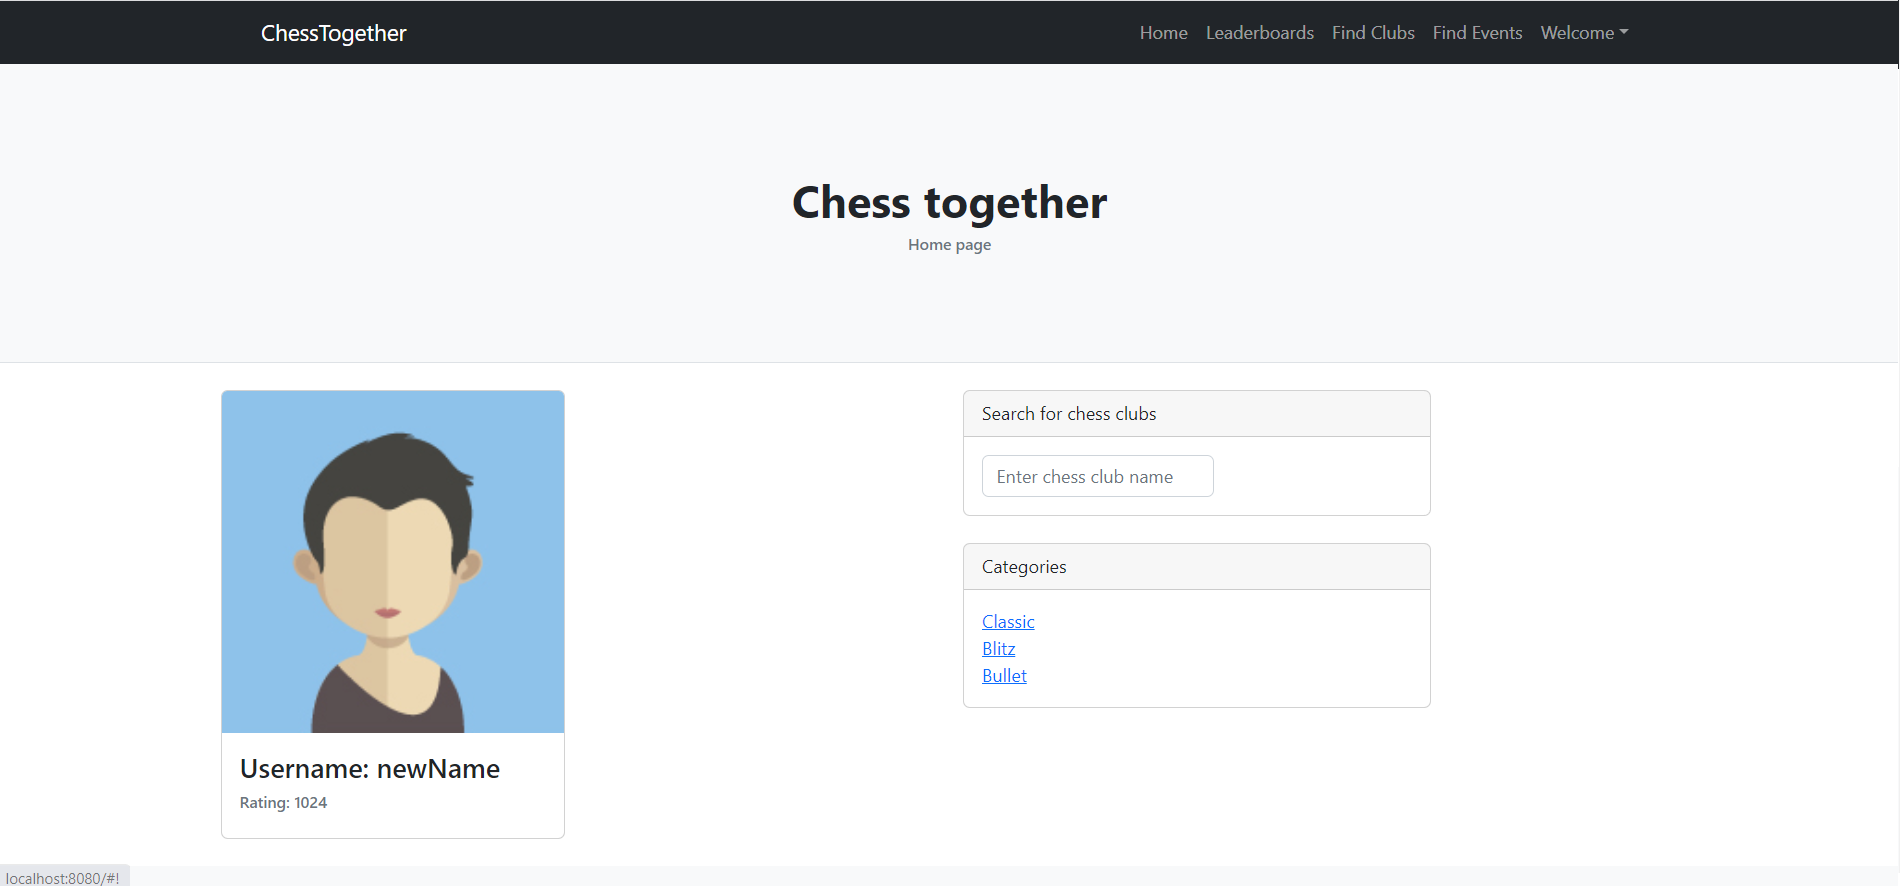 ChessTogether
Home Leaderboards Find Clubs Find Events Welcome
Chess together
Home page
Username: newName
Rating: 1024
Search for chess clubs
Enter chess club name
Categories
Classic
Blitz
Bullet
localhost:8080/#!